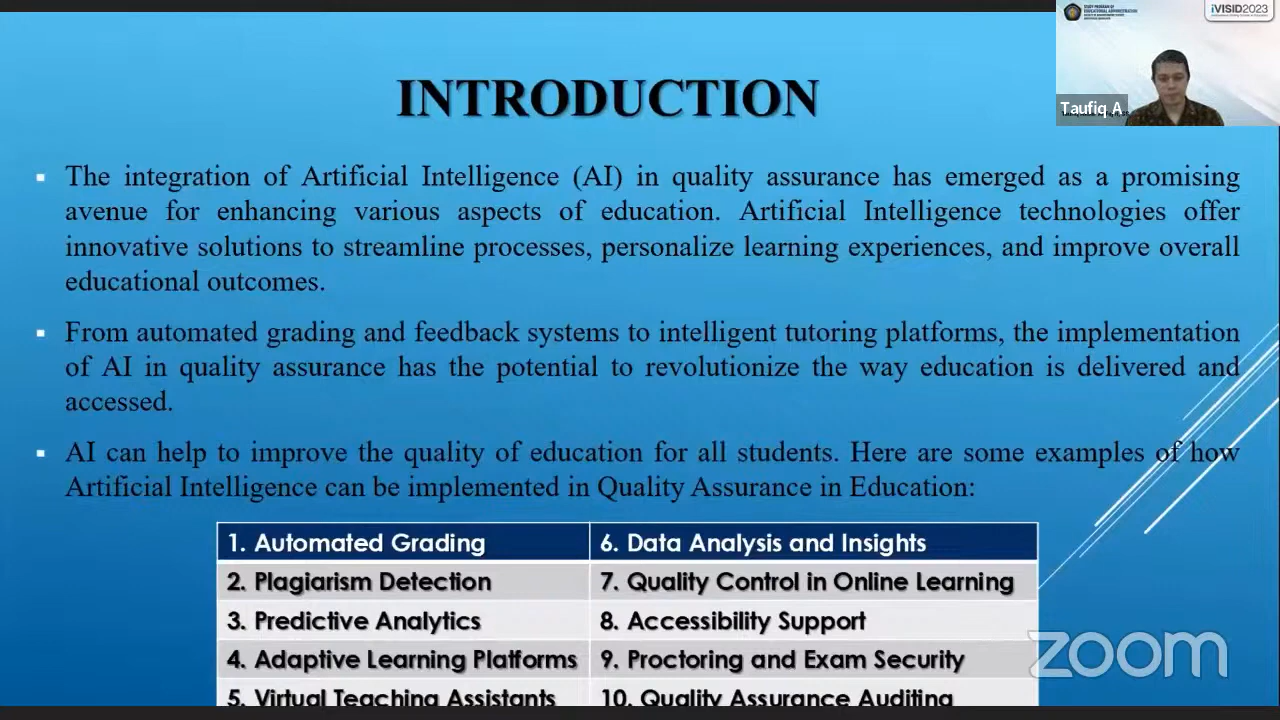 STUDY PROGRAM OF
EDUCATIONAL ADMINISTRATION
iVISID2023
Taufiq A
INTRODUCTION
The integration of Artificial Intelligence (AI) in quality assurance has emerged as a promising
avenue for enhancing various aspects of education. Artificial Intelligence technologies offer
innovative solutions to streamline processes, personalize learning experiences, and improve overall
educational outcomes.
From automated grading and feedback systems to intelligent tutoring platforms, the implementation
of AI in quality assurance has the potential to revolutionize the way education is delivered and
accessed.
AI can help to improve the quality of education for all students. Here are some examples of how
Artificial Intelligence can be implemented in Quality Assurance in Education:
1. Automated Grading
6. Data Analysis and Insights
2. Plagiarism Detection
7. Quality Control in Online Learning
3. Predictive Analytics
8. Accessibility Support
4. Adaptive Learning Platforms
9. Proctoring and Exam Security
5. Virtual Teaching Assistants
10. Quality Assurance Auditing
zoom